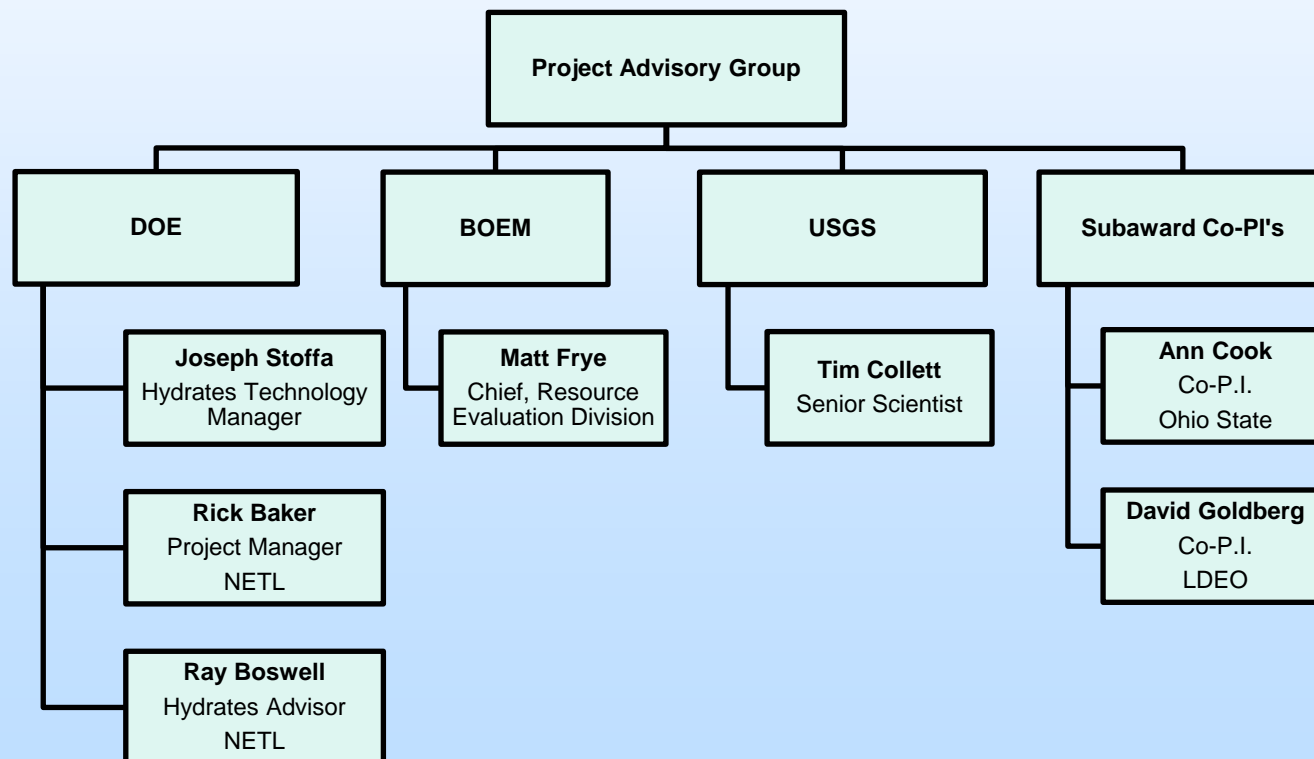 Project Advisory Group
DOE
BOEM
USGS
Subaward Co-PI's
Joseph Stoffa
Hydrates Technology
Manager
Rick Baker
Project Manager
NETL
Ray Boswell
Hydrates Advisor
NETL
Matt Frye
Chief, Resource
Evaluation Division
Tim Collett
Senior Scientist
Ann Cook
Co-P.I.
Ohio State
David Goldberg
Co-P.I.
LDEO